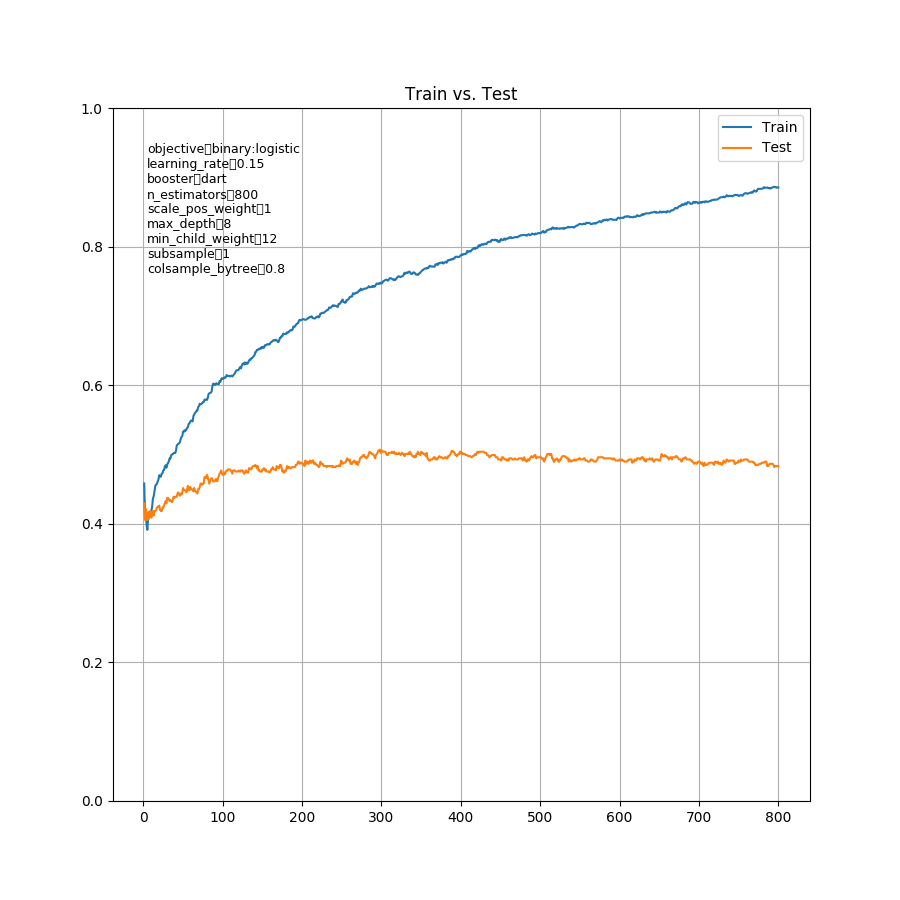 Train vs. Test
1.0
0.8
0.6
0.4
0.2
0.0
objective▯binary:logistic
learning_rate▯0.15
booster▯dart
n_estimators▯800
scale_pos_weight▯1
max_depth▯8
min_child_weight▯12
subsample▯1
colsample_bytree▯0.8
Train
Test
0 100 200 300 400 500 600 700 800